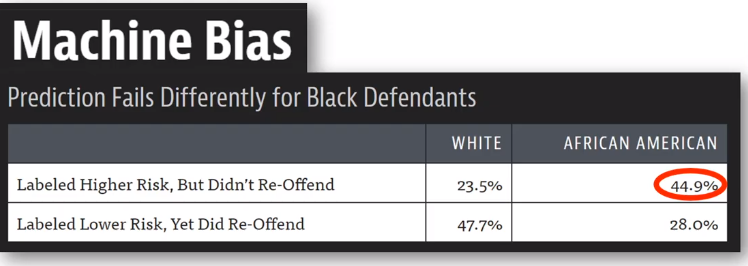 Machine Bias
Prediction Fails Differently for Black Defendants
WHITE AFRICAN AMERICAN
Labeled Higher Risk, But Didn’t Re-Offend 23.5% 44.9%
Labeled Lower Risk, Yet Did Re-Offend 47.7% 28.0%